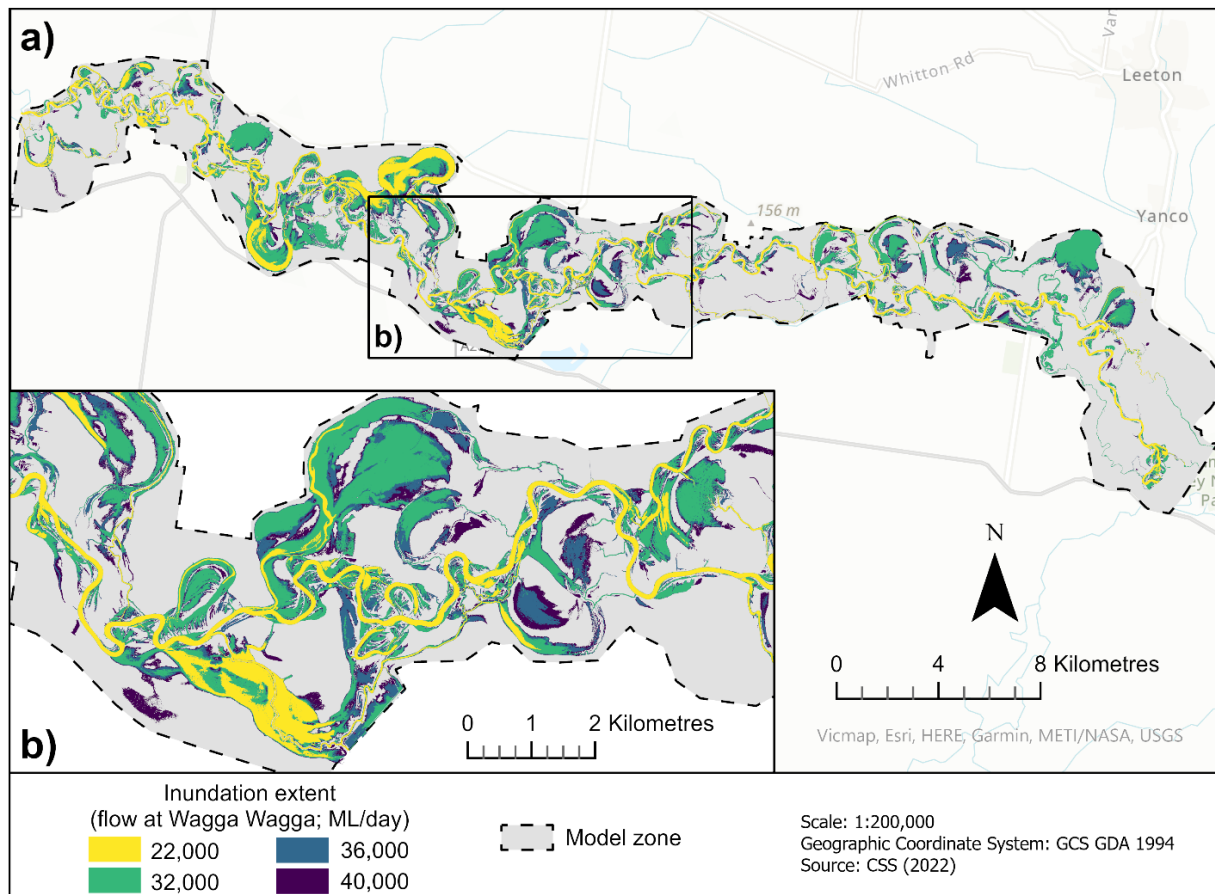 a)
Whitton Rd
Van
Leeton
156 m
Yanco
b)
A2
N
0 4 8 Kilometres
Vicmap, Esri, HERE, Garmin, METI/NASA, USGS
0 1 2 Kilometres
b)
Inundation extent
(flow at Wagga Wagga; ML/day)
22,000
36,000
32,000
40,000
Model zone
Scale: 1:200,000
Geographic Coordinate System: GCS GDA 1994
Source: CSS (2022)